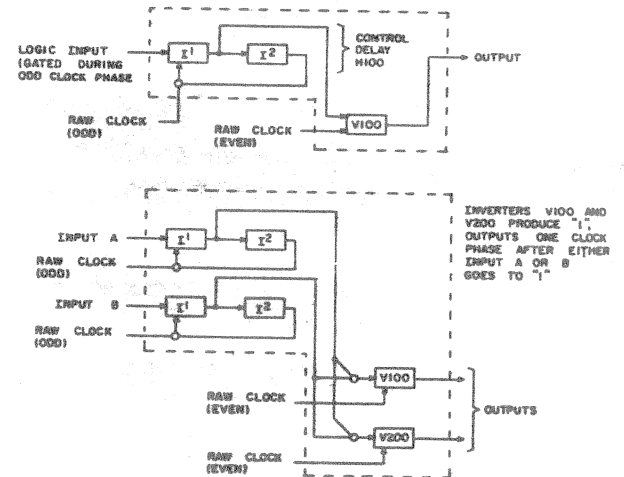 LOGIC INPUT
(GATED DURING
ODD CLOCK PHASE
I¹
I²
CONTROL
DELAY
H100
OUTPUT
RAW CLOCK
(ODD)
RAW CLOCK
(EVEN)
V100
INPUT A
I¹
I²
RAW CLOCK
(ODD)
INPUT B
I¹
I²
RAW CLOCK
(ODD)
INVERTERS V100 AND
V200 PRODUCE "1",
OUTPUTS ONE CLOCK
PHASE AFTER EITHER
INPUT A OR B
GOES TO "1"
RAW CLOCK
(EVEN)
V100
OUTPUTS
V200
RAW CLOCK
(EVEN)